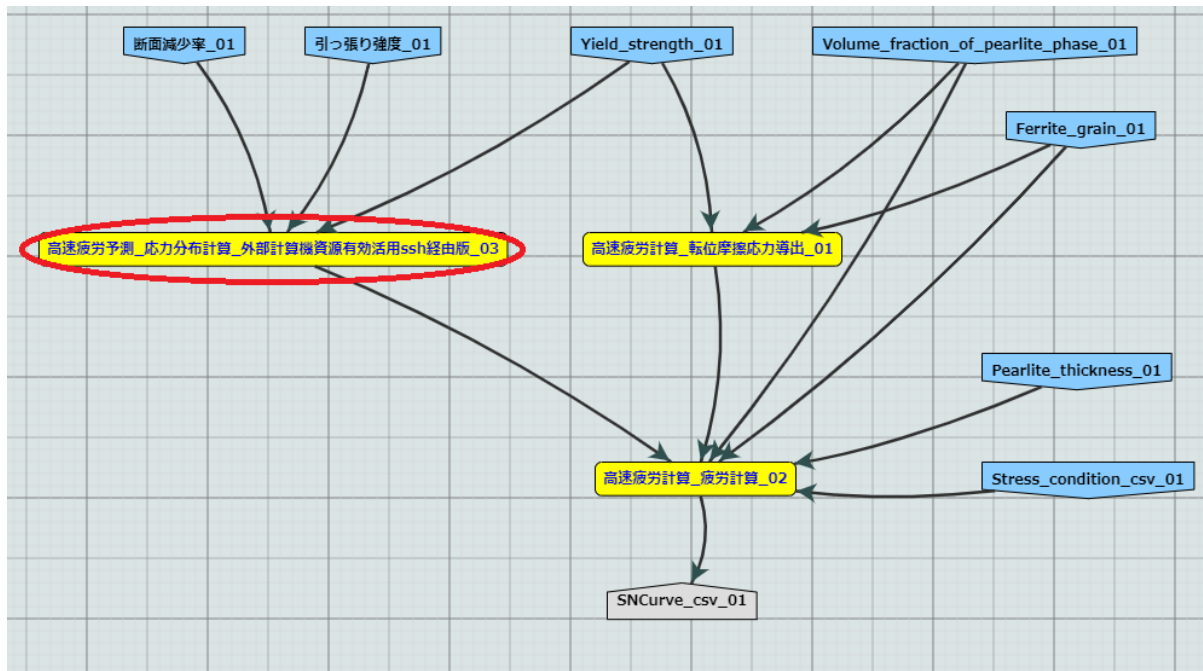 断面減少率_01
引っ張り強度_01
Yield_strength_01
Volume_fraction_of_pearlite_phase_01
Ferrite_grain_01
高速疲労予測_応力分布計算_外部計算機資源有効活用ssh経由版_03
高速疲労計算_転位摩擦応力導出_01
Pearlite_thickness_01
高速疲労計算_疲労計算_02
Stress_condition_csv_01
SNCurve_csv_01